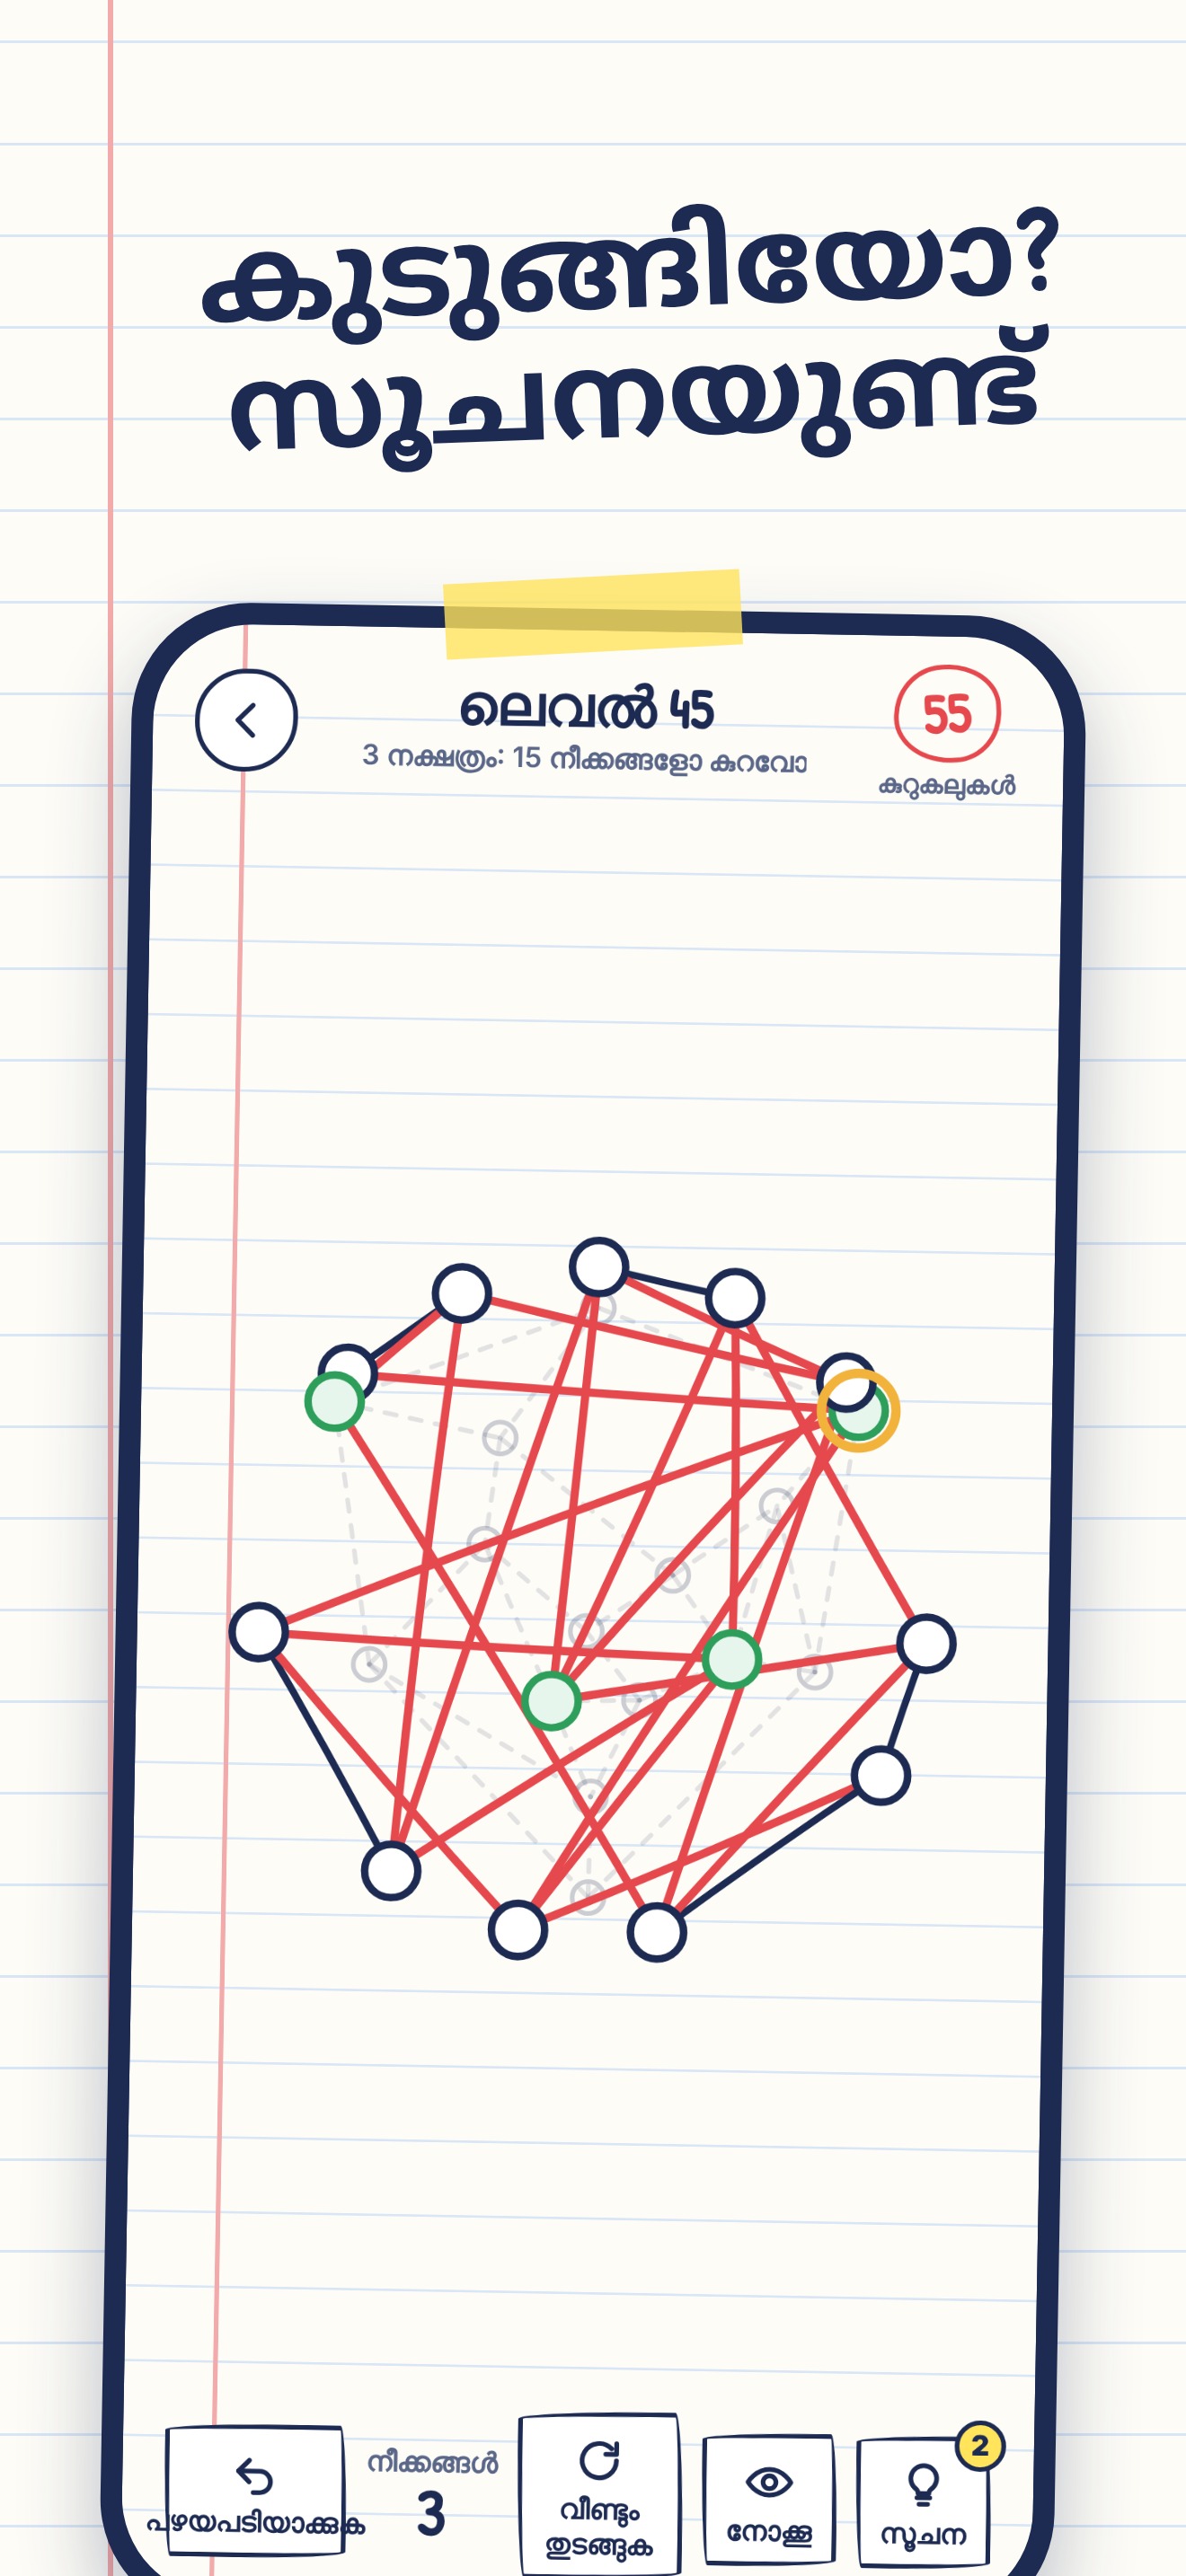 കുടുങ്ങിയോ?
സൂചനയുണ്ട്
ലെവൽ 45
3 നക്ഷത്രം: 15 നീക്കങ്ങളോ കുറവോ
55
കുറുകലുകൾ
പഴയപടിയാക്കുക
നീക്കങ്ങൾ
3
വീണ്ടും
തുടങ്ങുക
നോക്കൂ
2
സൂചന